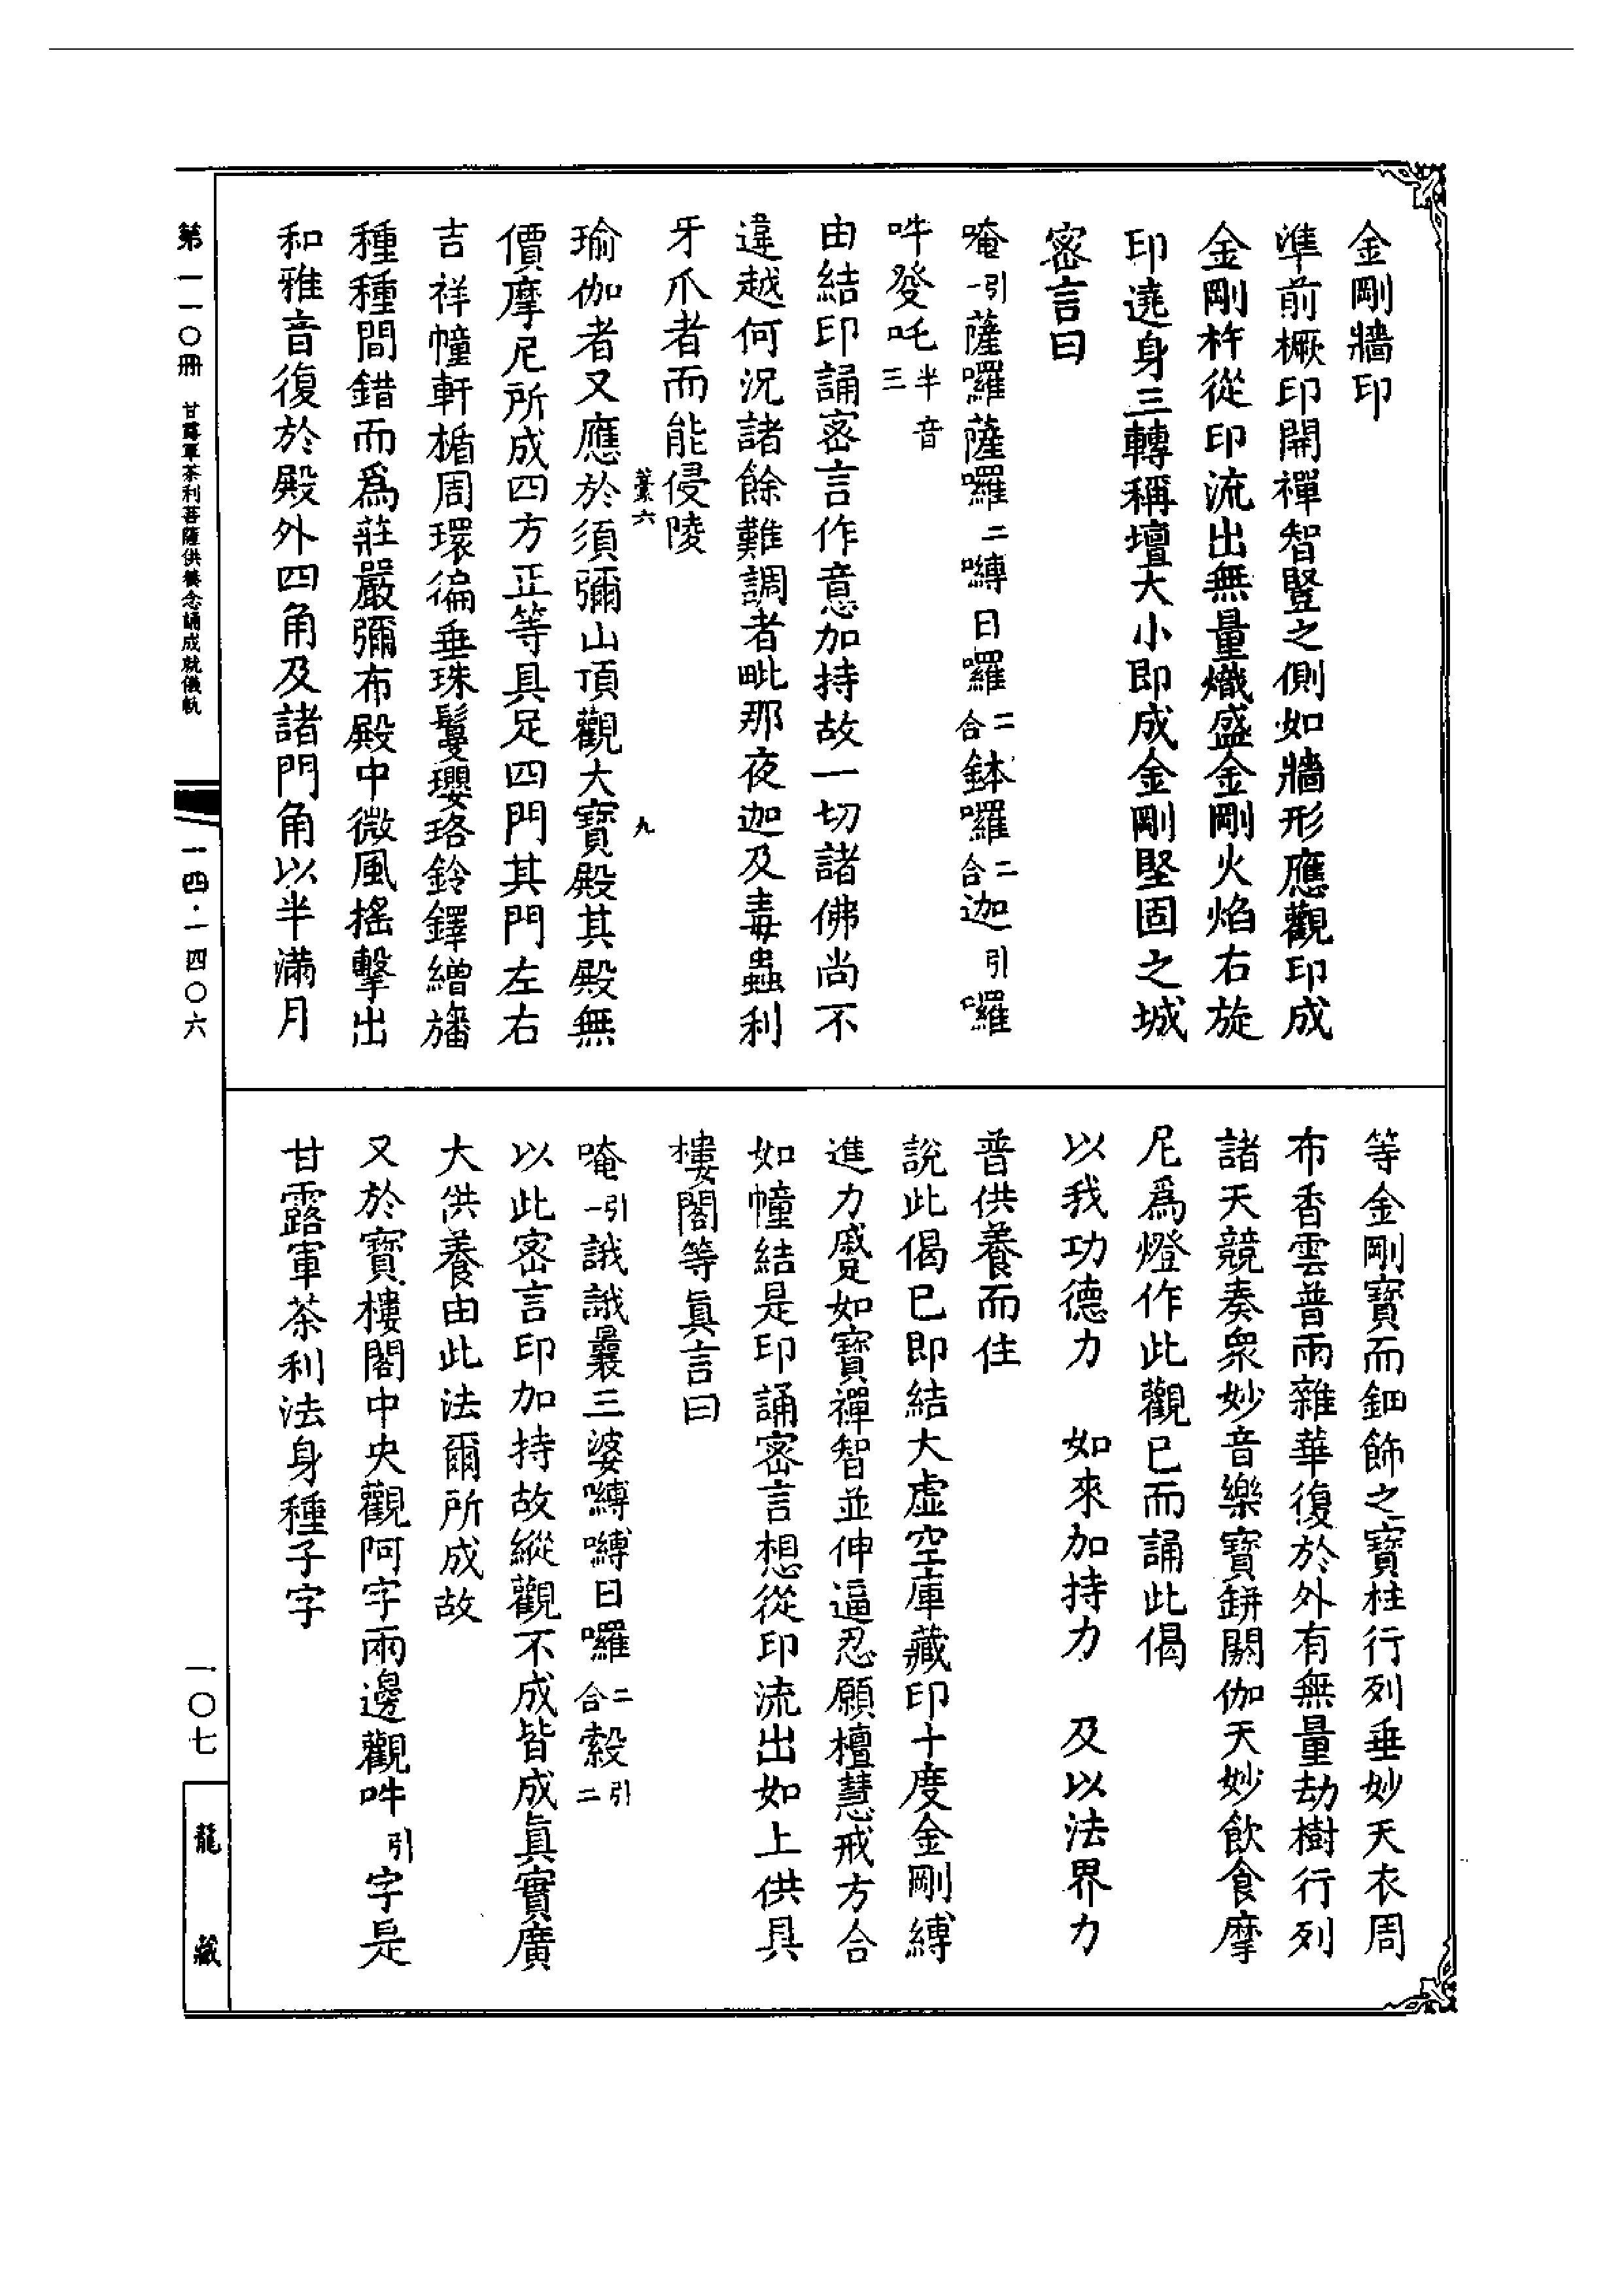 金剛牆印
準前橛印開禪智豎之側如牆形應觀印成
金剛杵從印流出無量熾盛金剛火焰右旋
印遶身三轉稱壇大小即成金剛堅固之城
密言曰
唵引一薩囉薩囉二嚩日囉二合鉢囉二合迦引囉
吽發吒半音三
由結印誦密言作意加持故一切諸佛尚不
違越何況諸餘難調者毗那夜迦及毒蟲利
牙爪者而能侵陵
藁六
九
瑜伽者又應於須彌山頂觀大寶殿其殿無
價摩尼所成四方正等具足四門其門左右
吉祥幢軒楯周環徧垂珠鬘瓔珞鈴鐸繒旛
種種間錯而爲莊嚴彌布殿中微風搖擊出
和雅音復於殿外四角及諸門角以半滿月
等金剛寶而鈿飾之寶柱行列垂妙天衣周
布香雲普雨雜華復於外有無量劫樹行列
諸天競奏衆妙音樂寶缾閼伽天妙飲食摩
尼爲燈作此觀已而誦此偈
以我功德力 如來加持力 及以法界力
普供養而住
說此偈已即結大虛空庫藏印十度金剛縛
進力蹙如寶禪智並伸逼忍願檀慧戒方合
如幢結是印誦密言想從印流出如上供具
樓閣等眞言曰
唵引一誐誐曩三婆嚩嚩日囉二合縠引二
以此密言印加持故縱觀不成皆成眞實廣
大供養由此法爾所成故
又於寶樓閣中央觀阿字兩邊觀吽引字是
甘露軍荼利法身種子字
第一一〇冊 甘露軍荼利菩薩供養念誦成就儀軌
一四·一四〇六
一〇七
龍藏